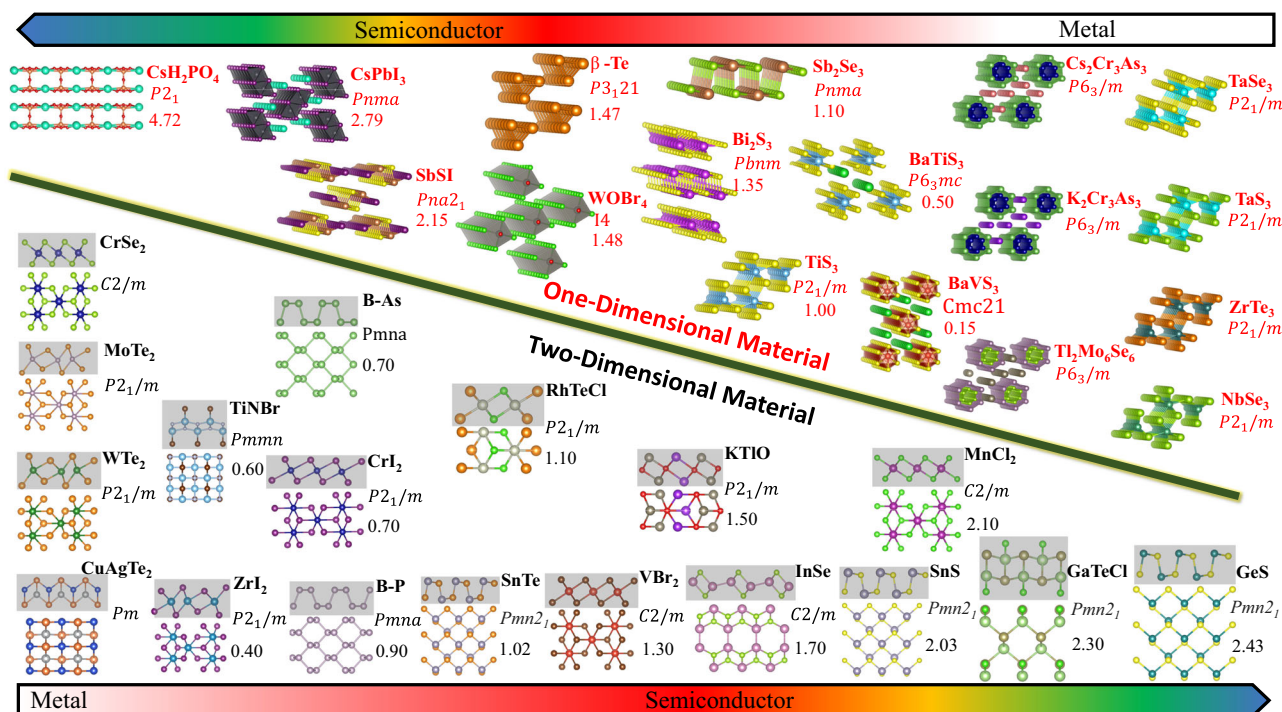 Semiconductor
Metal
CsH₂PO₄
P2₁
4.72
CsPbI₃
Pnma
2.79
β-Te
P3₁21
1.47
Sb₂Se₃
Pnma
1.10
Cs₂Cr₃As₃
P6₃/m
TaSe₃
P2₁/m
SbSI
Pna2₁
2.15
WOBr₄
I4
1.48
Bi₂S₃
Pbnm
1.35
BaTiS₃
P6₃mc
0.50
K₂Cr₃As₃
P6₃/m
TaS₃
P2₁/m
TiS₃
P2₁/m
1.00
BaVS₃
Cmc21
0.15
ZrTe₃
P2₁/m
Tl₂Mo₆Se₆
P6₃/m
NbSe₃
P2₁/m
One-Dimensional Material
Two-Dimensional Material
CrSe₂
C2/m
B-As
Pmna
0.70
MoTe₂
P2₁/m
TiNBr
Pmmn
0.60
RhTeCl
P2₁/m
1.10
WTe₂
P2₁/m
CrI₂
P2₁/m
0.70
KTlO
P2₁/m
1.50
MnCl₂
C2/m
2.10
CuAgTe₂
Pm
ZrI₂
P2₁/m
0.40
B-P
Pmna
0.90
SnTe
Pmn2₁
1.02
VBr₂
C2/m
1.30
InSe
C2/m
1.70
SnS
Pmn2₁
2.03
GaTeCl
Pmn2₁
2.30
GeS
Pmn2₁
2.43
Metal
Semiconductor